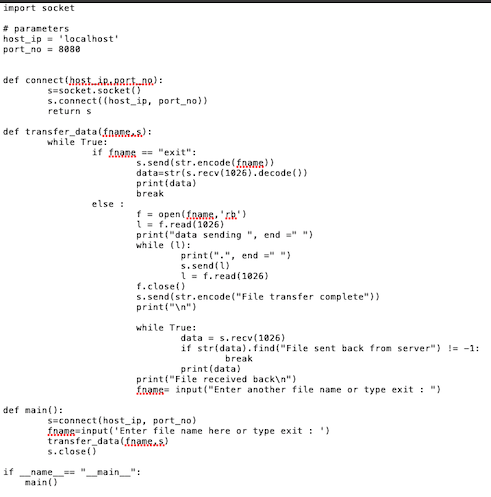 import socket

# parameters
host_ip = 'localhost'
port_no = 8080

def connect(host_ip,port_no):
        s=socket.socket()
        s.connect((host_ip, port_no))
        return s

def transfer_data(fname,s):
        while True:
                if fname == "exit":
                        s.send(str.encode(fname))
                        data=str(s.recv(1026).decode())
                        print(data)
                        break
                else :
                        f = open(fname,'rb')
                        l = f.read(1026)
                        print("data sending ", end =" ")
                        while (l):
                                print(".", end =" ")
                                s.send(l)
                                l = f.read(1026)
                        f.close()
                        s.send(str.encode("File transfer complete"))
                        print("\n")

                        while True:
                                data = s.recv(1026)
                                if str(data).find("File sent back from server") != -1:
                                        break
                                print(data)
                        print("File received back\n")
                        fname= input("Enter another file name or type exit : ")

def main():
        s=connect(host_ip, port_no)
        fname=input('Enter file name here or type exit : ')
        transfer_data(fname,s)
        s.close()

if __name__== "__main__":
    main()